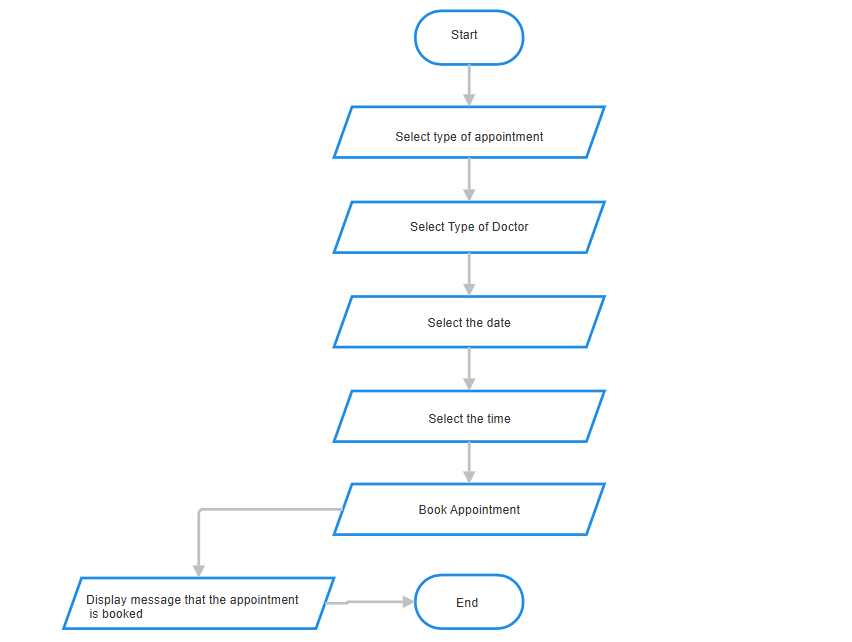 Start
Select type of appointment
Select Type of Doctor
Select the date
Select the time
Book Appointment
Display message that the appointment
is booked
End